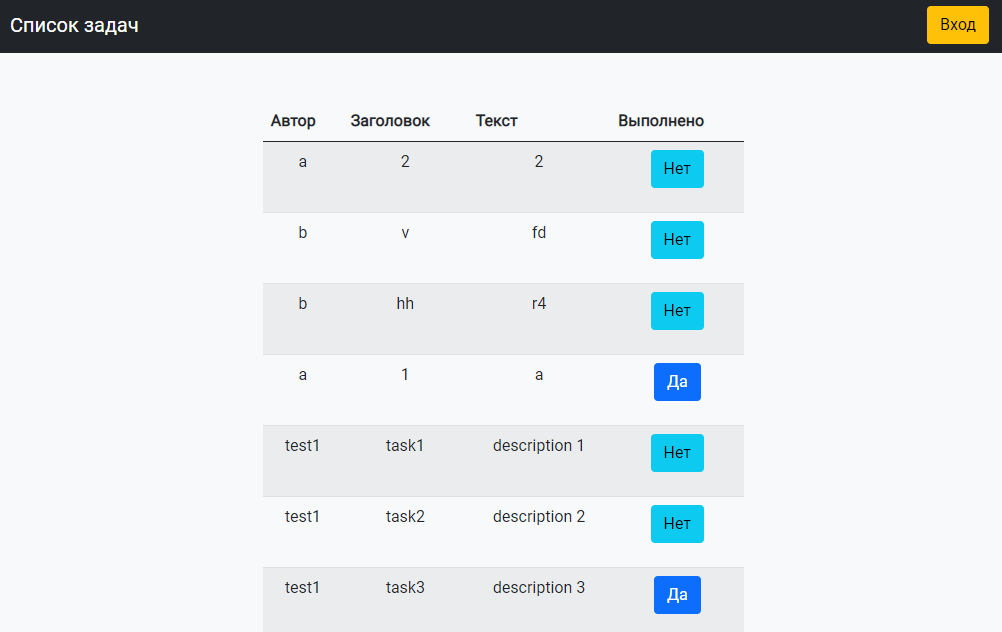 Список задач Вход
Автор Заголовок Текст Выполнено
a 2 2 Нет
b v fd Нет
b hh r4 Нет
a 1 a Да
test1 task1 description 1 Нет
test1 task2 description 2 Нет
test1 task3 description 3 Да